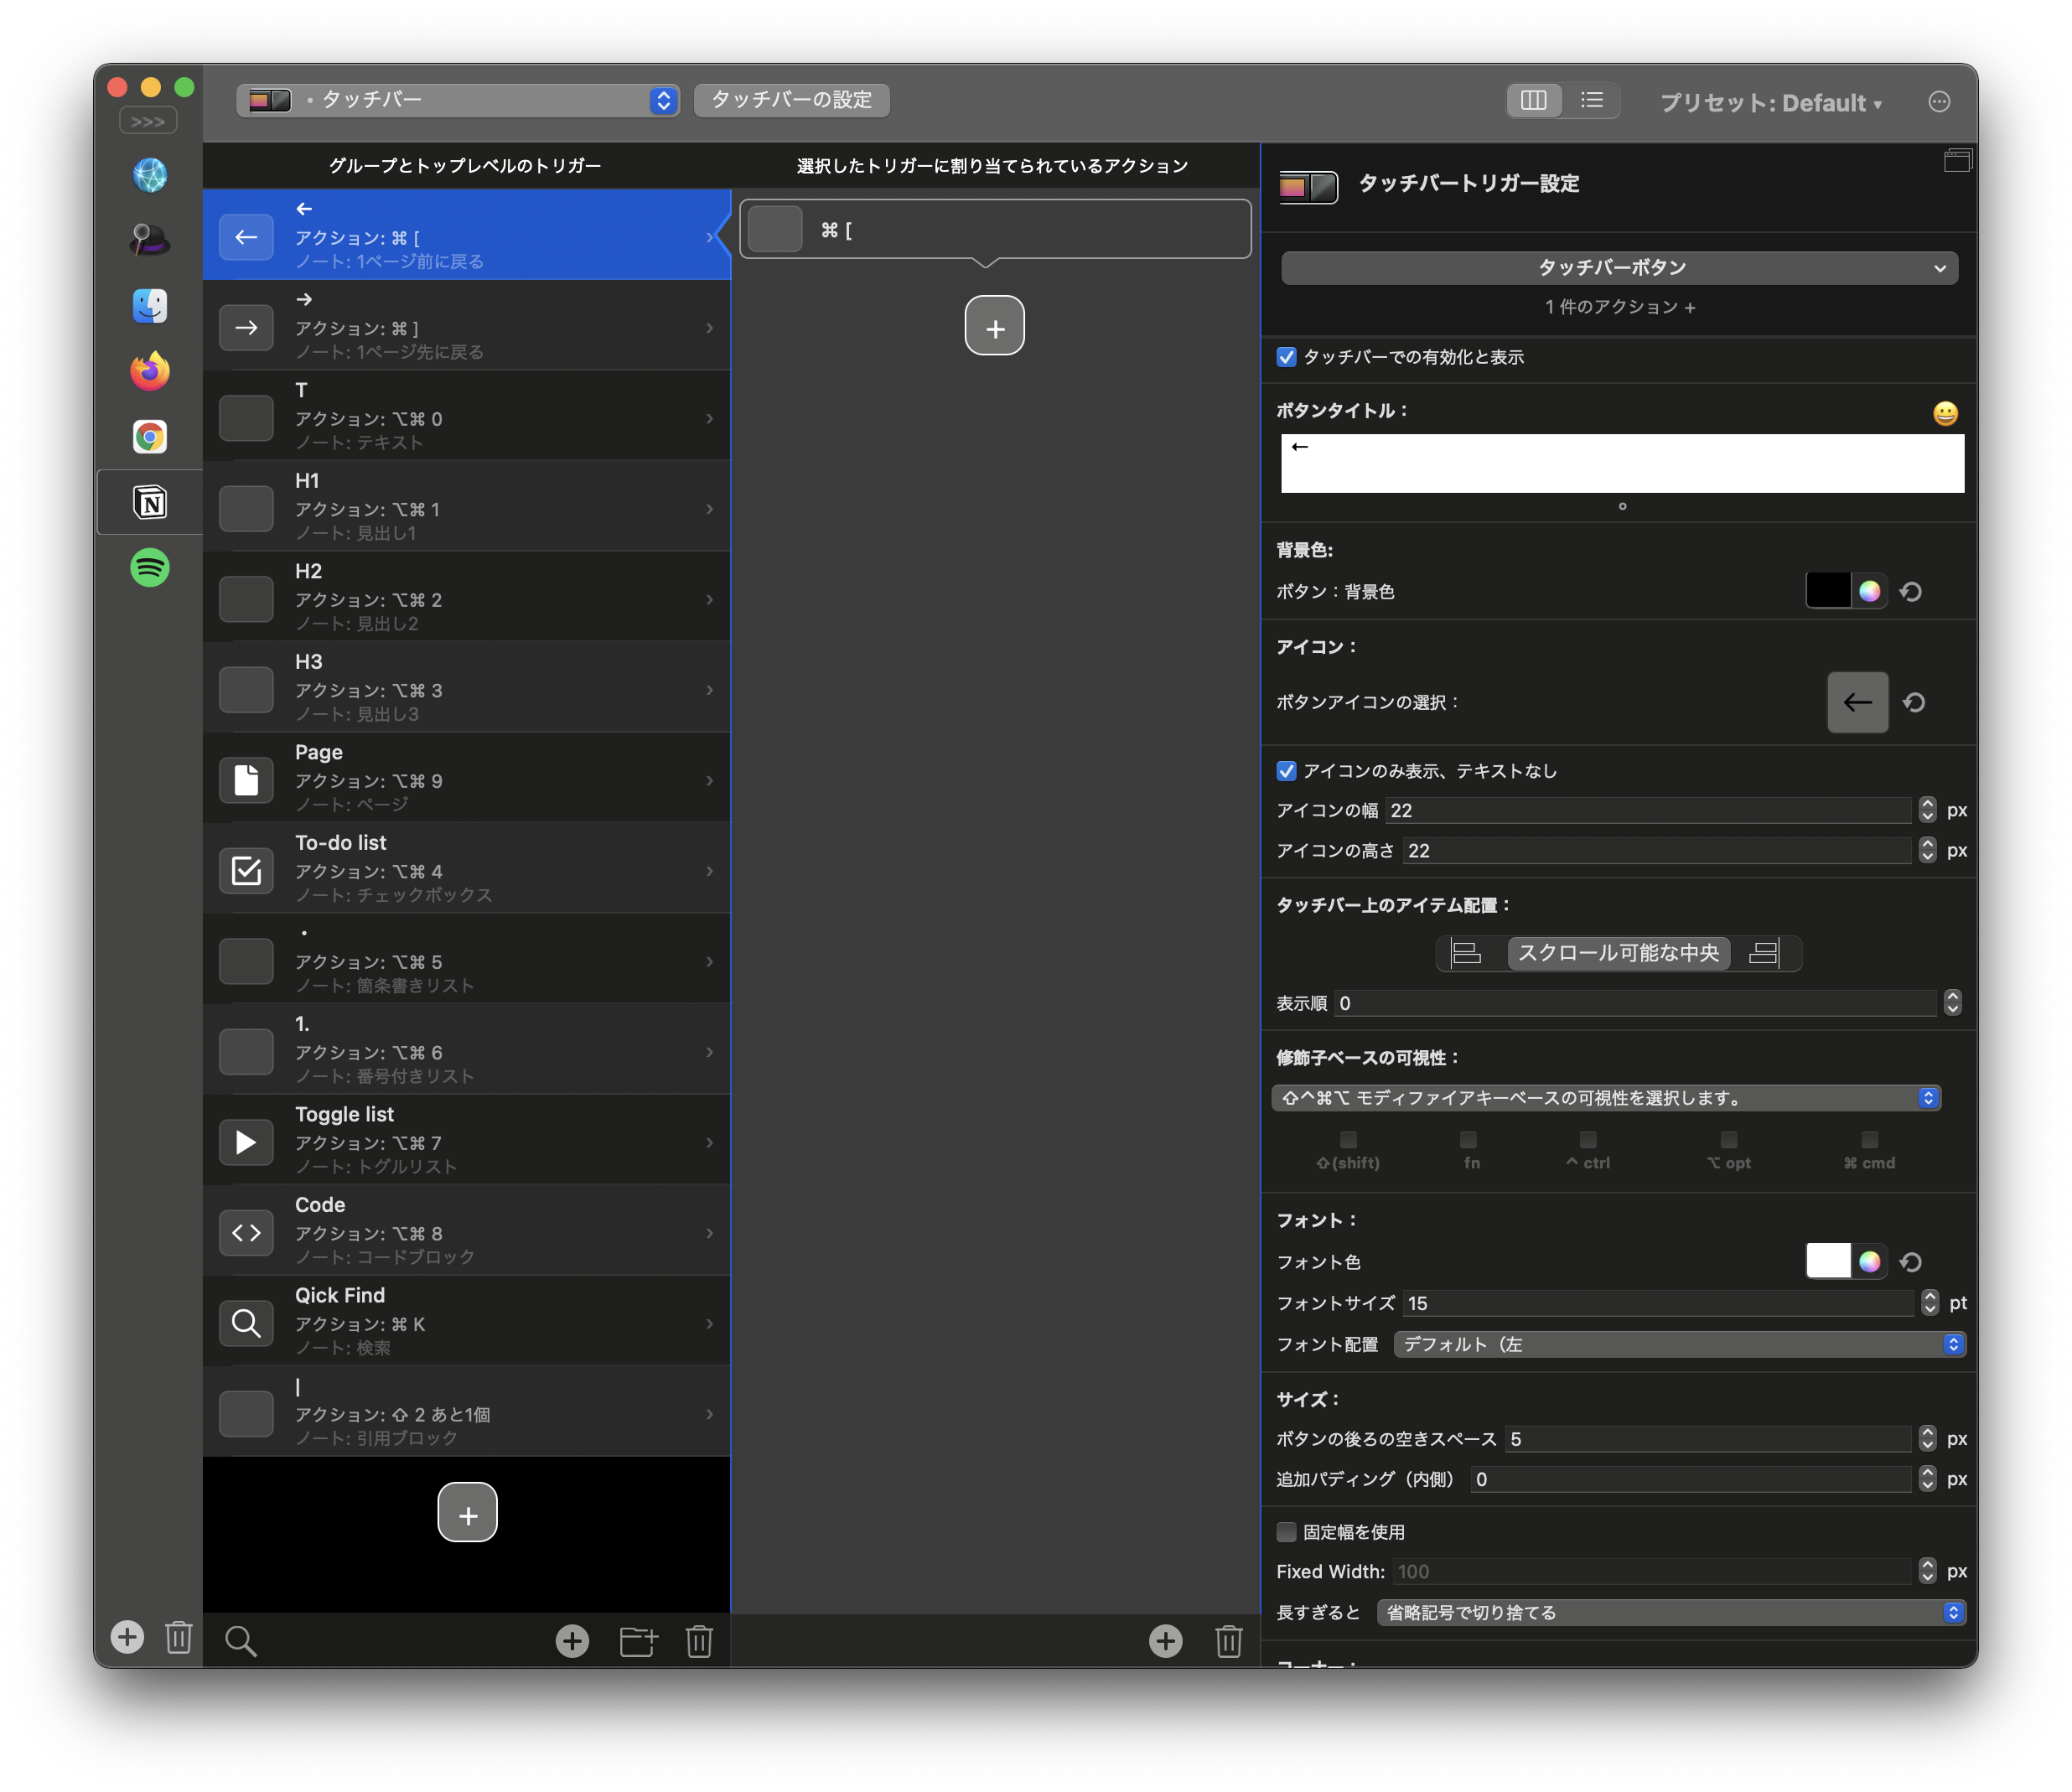 >>>
• タッチバー
タッチバーの設定
プリセット: Default ▾
グループとトップレベルのトリガー
←
アクション: ⌘ [
ノート: 1ページ前に戻る
→
アクション: ⌘ ]
ノート: 1ページ先に戻る
T
アクション: ⌥⌘ 0
ノート: テキスト
H1
アクション: ⌥⌘ 1
ノート: 見出し1
H2
アクション: ⌥⌘ 2
ノート: 見出し2
H3
アクション: ⌥⌘ 3
ノート: 見出し3
Page
アクション: ⌥⌘ 9
ノート: ページ
To-do list
アクション: ⌥⌘ 4
ノート: チェックボックス
・
アクション: ⌥⌘ 5
ノート: 箇条書きリスト
1.
アクション: ⌥⌘ 6
ノート: 番号付きリスト
Toggle list
アクション: ⌥⌘ 7
ノート: トグルリスト
Code
アクション: ⌥⌘ 8
ノート: コードブロック
Qick Find
アクション: ⌘ K
ノート: 検索
|
アクション: ⇧ 2 あと1個
ノート: 引用ブロック
選択したトリガーに割り当てられているアクション
⌘ [
タッチバートリガー設定
タッチバーボタン
1 件のアクション +
タッチバーでの有効化と表示
ボタンタイトル：
←
背景色:
ボタン：背景色
アイコン：
ボタンアイコンの選択：
アイコンのみ表示、テキストなし
アイコンの幅 22 px
アイコンの高さ 22 px
タッチバー上のアイテム配置：
スクロール可能な中央
表示順 0
修飾子ベースの可視性：
⇧^⌘⌥ モディファイアキーベースの可視性を選択します。
⇧(shift) fn ^ ctrl ⌥ opt ⌘ cmd
フォント：
フォント色
フォントサイズ 15 pt
フォント配置 デフォルト（左
サイズ：
ボタンの後ろの空きスペース 5 px
追加パディング（内側） 0 px
固定幅を使用
Fixed Width: 100 px
長すぎると 省略記号で切り捨てる
コーナー：